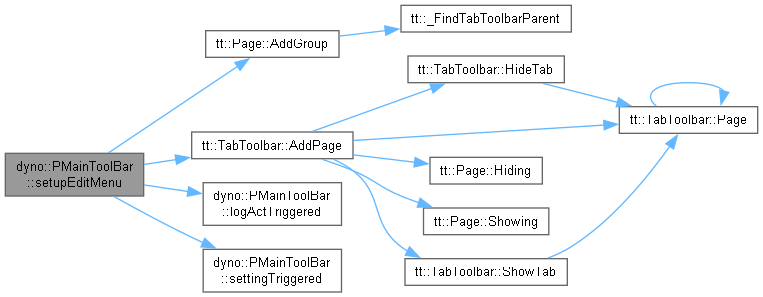 dyno::PMainToolBar
::setupEditMenu
tt::Page::AddGroup
tt::_FindTabToolbarParent
tt::TabToolbar::AddPage
tt::TabToolbar::HideTab
tt::TabToolbar::Page
tt::Page::Hiding
tt::Page::Showing
tt::TabToolbar::ShowTab
dyno::PMainToolBar
::logActTriggered
dyno::PMainToolBar
::settingTriggered